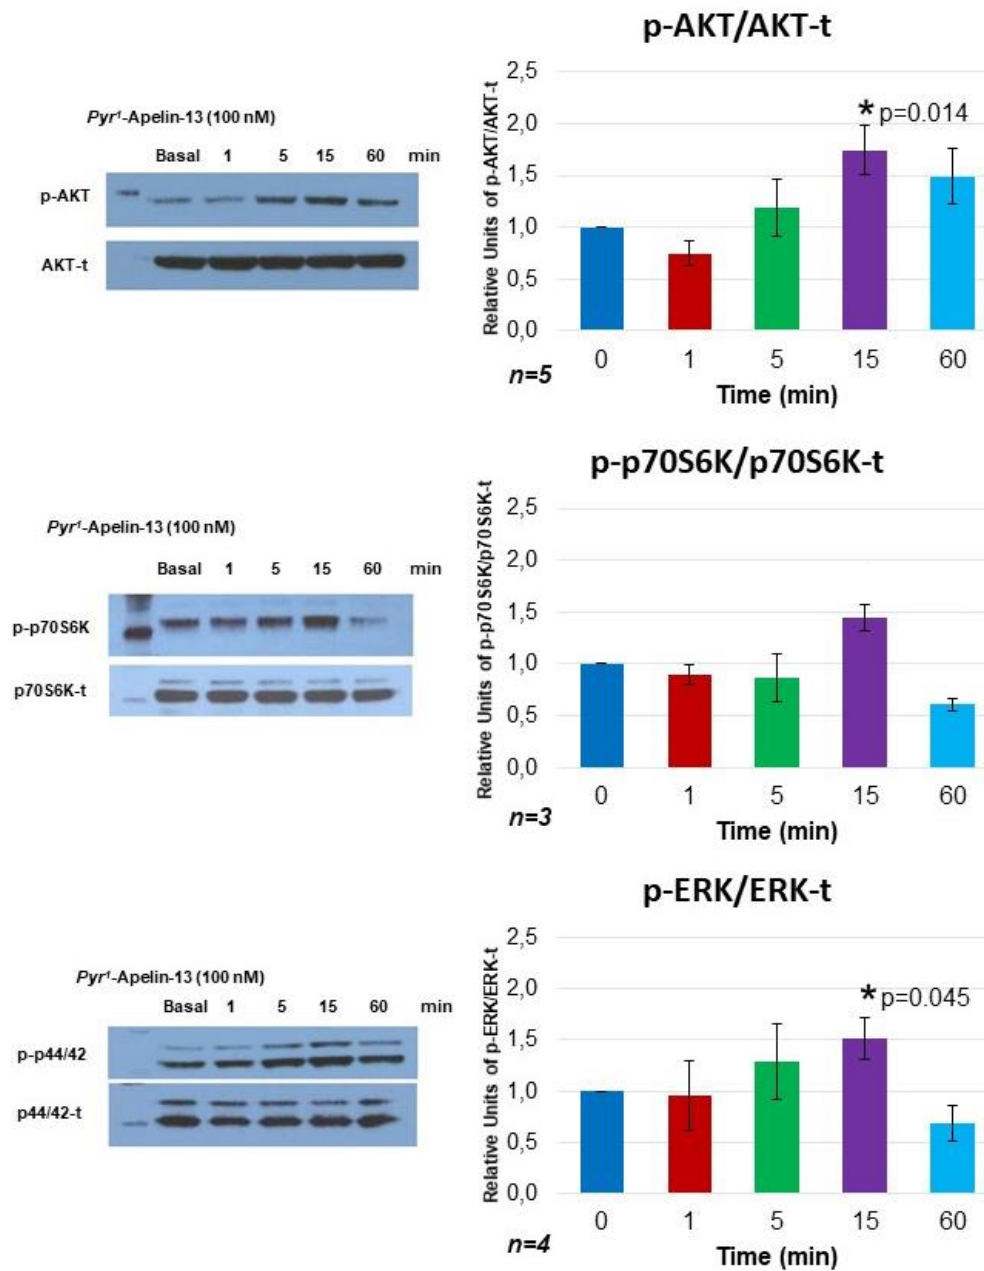 p-AKT/AKT-t
Pyr¹-Apelin-13 (100 nM)
Basal 1 5 15 60 min
p-AKT
AKT-t
Relative Units of p-AKT/AKT-t
2,5
2,0
1,5
1,0
0,5
0,0
* p=0.014
0 1 5 15 60
n=5
Time (min)
p-p70S6K/p70S6K-t
Pyr¹-Apelin-13 (100 nM)
Basal 1 5 15 60 min
p-p70S6K
p70S6K-t
Relative Units of p-p70S6K/p70S6K-t
2,5
2,0
1,5
1,0
0,5
0,0
0 1 5 15 60
n=3
Time (min)
p-ERK/ERK-t
Pyr¹-Apelin-13 (100 nM)
Basal 1 5 15 60 min
p-p44/42
p44/42-t
Relative Units of p-ERK/ERK-t
2,5
2,0
1,5
1,0
0,5
0,0
* p=0.045
0 1 5 15 60
n=4
Time (min)